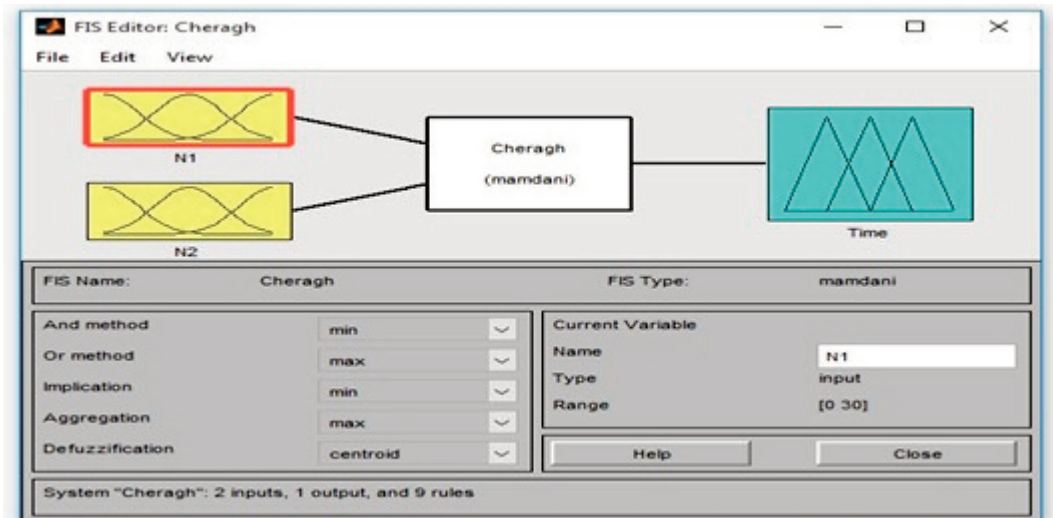 FIS Editor: Cheragh
File Edit View
N1
N2
Cheragh
(mamdani)
Time
FIS Name: Cheragh FIS Type: mamdani
And method min
Or method max
Implication min
Aggregation max
Defuzzification centroid
Current Variable
Name N1
Type input
Range [0 30]
Help Close
System "Cheragh": 2 inputs, 1 output, and 9 rules